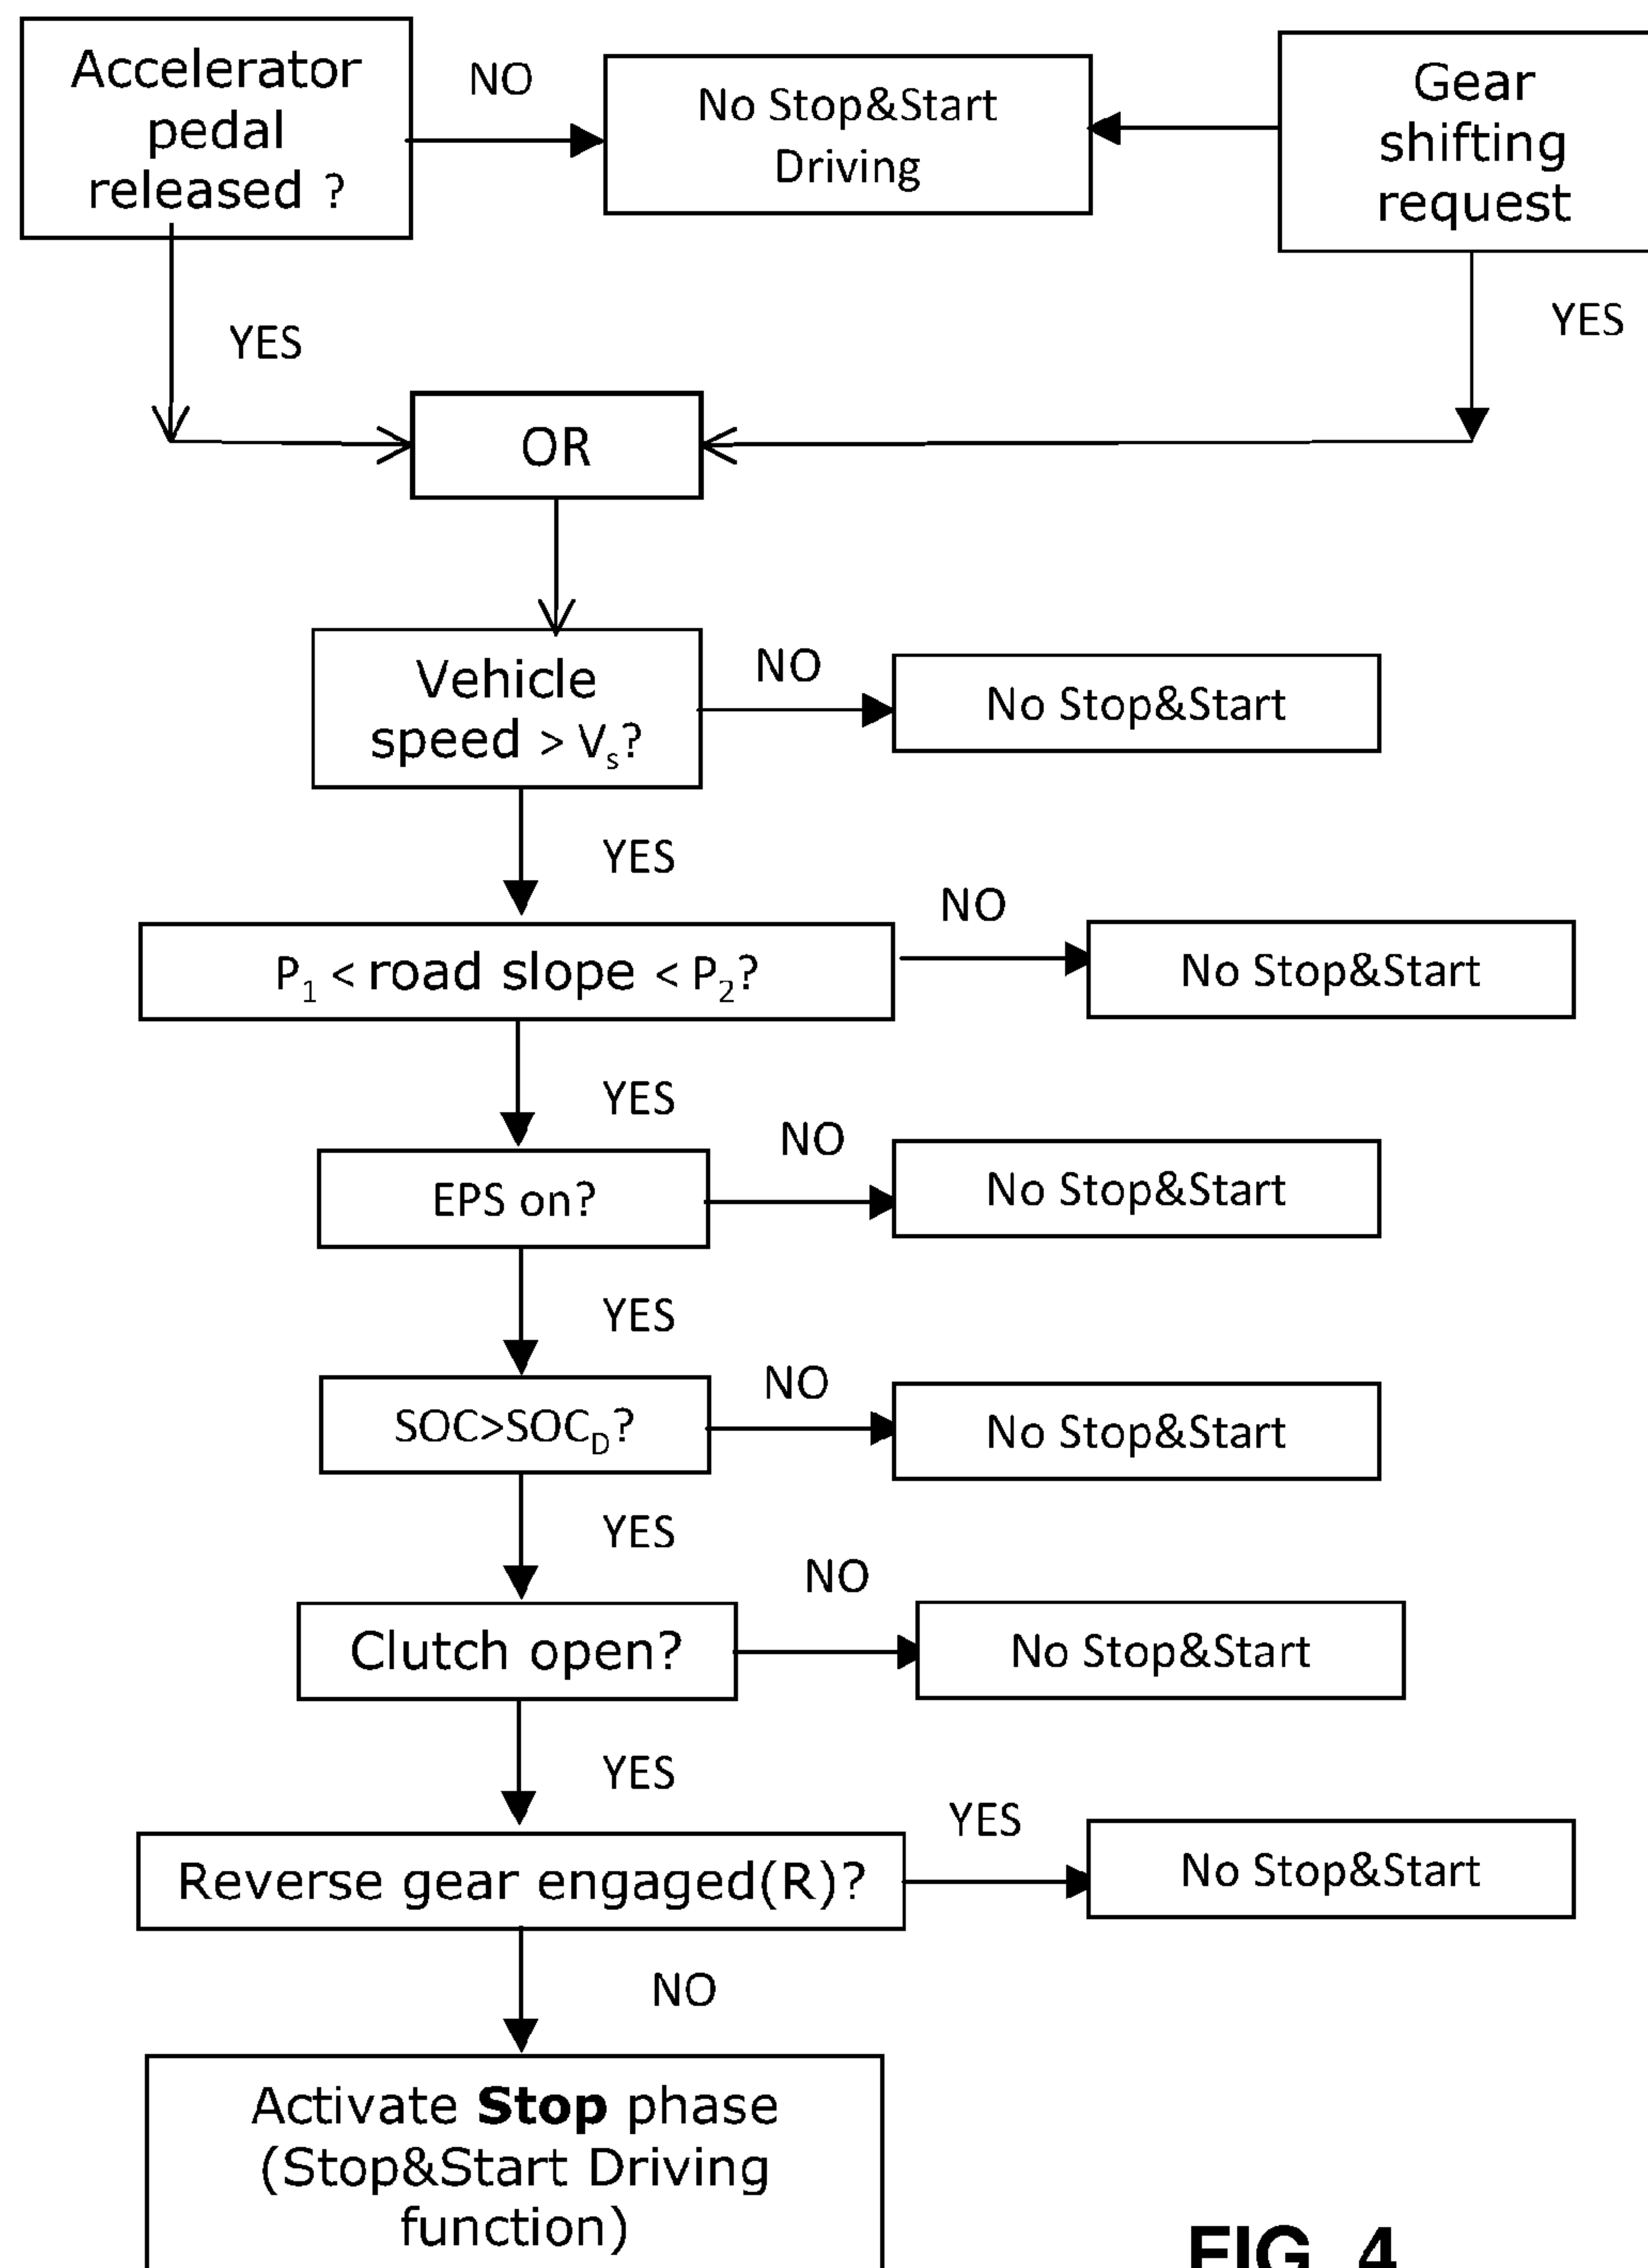 Accelerator
pedal
released ?
NO
No Stop&Start
Driving
Gear
shifting
request
YES
YES
OR
Vehicle
speed > Vs?
NO
No Stop&Start
YES
P1 < road slope < P2?
NO
No Stop&Start
YES
EPS on?
NO
No Stop&Start
YES
SOC>SOCD?
NO
No Stop&Start
YES
Clutch open?
NO
No Stop&Start
YES
Reverse gear engaged(R)?
YES
No Stop&Start
NO
Activate Stop phase
(Stop&Start Driving
function)
FIG. 4